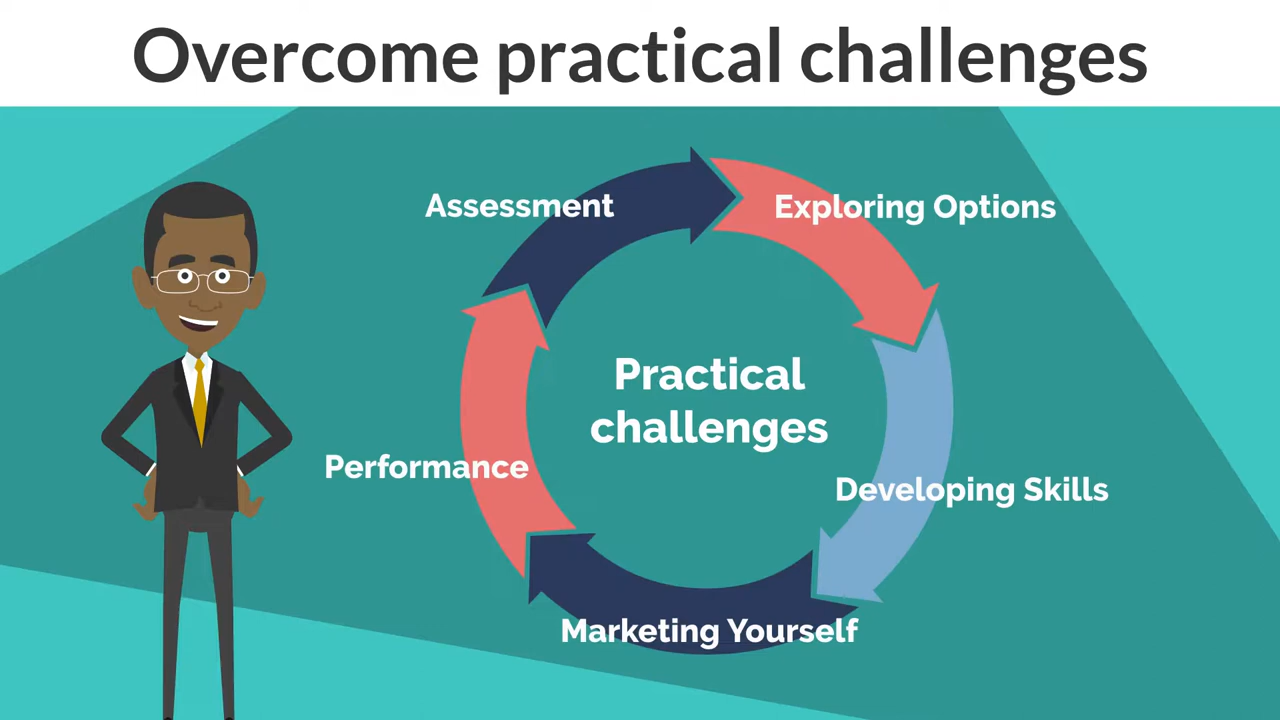 Overcome practical challenges
Assessment
Exploring Options
Practical
challenges
Performance
Developing Skills
Marketing Yourself